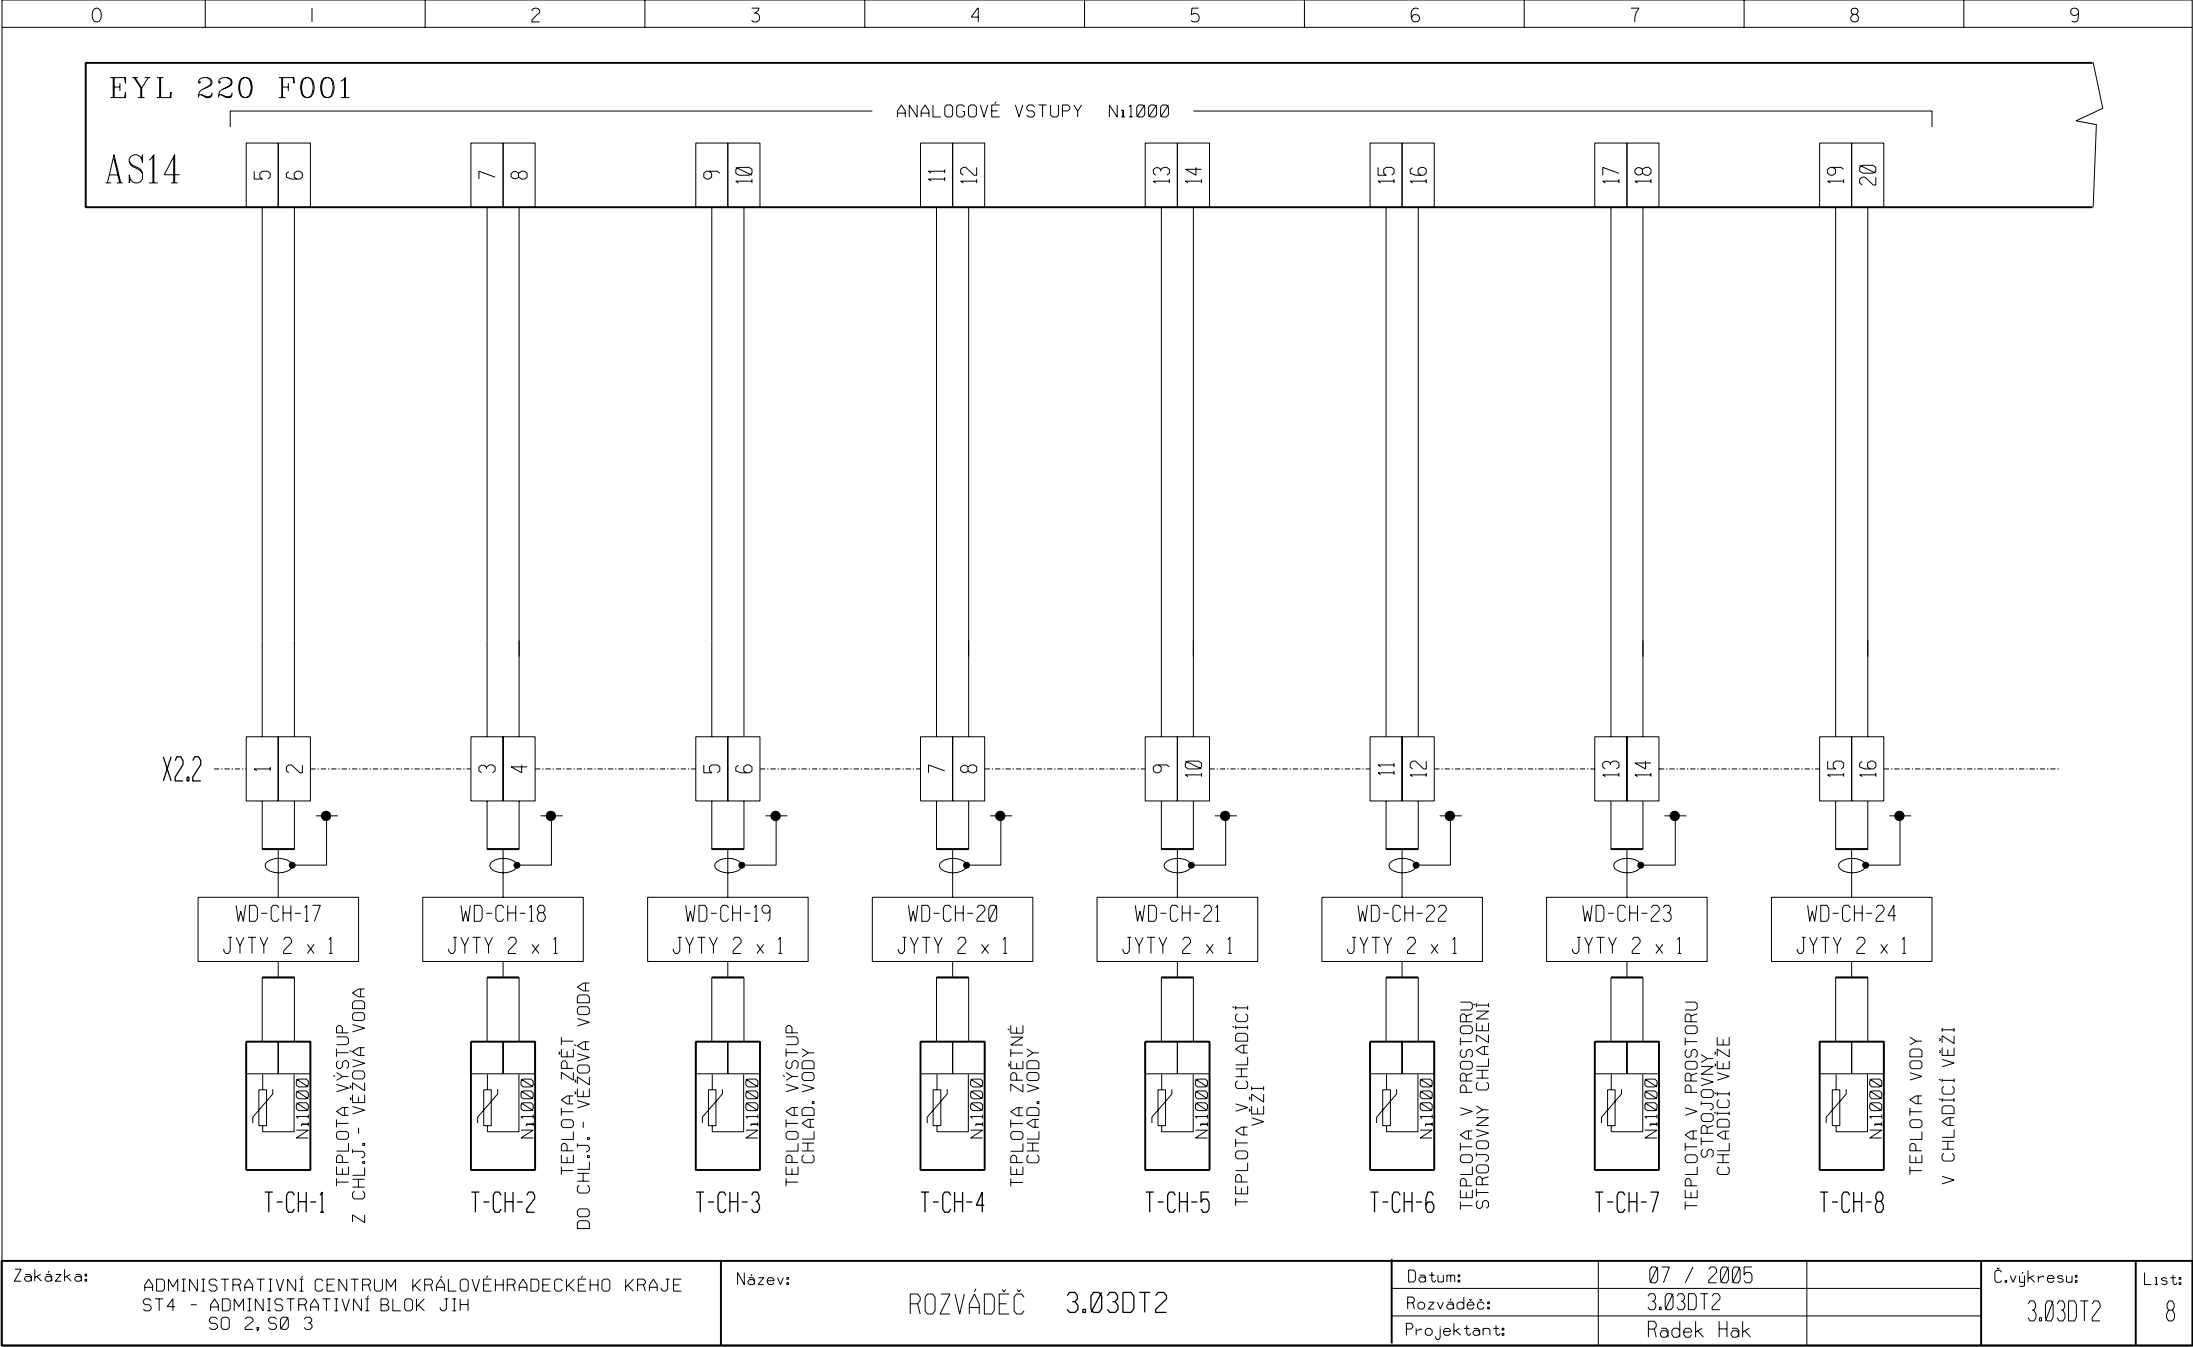 0 1 2 3 4 5 6 7 8 9
EYL 220 F001
ANALOGOVÉ VSTUPY Ni1000
AS14
5 6 7 8 9 10 11 12 13 14 15 16 17 18 19 20
X2.2
1 2 3 4 5 6 7 8 9 10 11 12 13 14 15 16
WD-CH-17
JYTY 2 x 1
WD-CH-18
JYTY 2 x 1
WD-CH-19
JYTY 2 x 1
WD-CH-20
JYTY 2 x 1
WD-CH-21
JYTY 2 x 1
WD-CH-22
JYTY 2 x 1
WD-CH-23
JYTY 2 x 1
WD-CH-24
JYTY 2 x 1
Ni1000
TEPLOTA VÝSTUP
Z CHL.J. - VĚŽOVÁ VODA
T-CH-1
Ni1000
TEPLOTA ZPĚT
DO CHL.J. - VĚŽOVÁ VODA
T-CH-2
Ni1000
TEPLOTA VÝSTUP
CHLAD. VODY
T-CH-3
Ni1000
TEPLOTA ZPĚTNÉ
CHLAD. VODY
T-CH-4
Ni1000
TEPLOTA V CHLADÍCÍ
VĚŽI
T-CH-5
Ni1000
TEPLOTA V PROSTORU
STROJOVNY CHLAZENÍ
T-CH-6
Ni1000
TEPLOTA V PROSTORU
STROJOVNY
CHLADÍCÍ VĚŽE
T-CH-7
Ni1000
TEPLOTA VODY
V CHLADÍCÍ VĚŽI
T-CH-8
Zakázka:
ADMINISTRATIVNÍ CENTRUM KRÁLOVÉHRADECKÉHO KRAJE
ST4 - ADMINISTRATIVNÍ BLOK JIH
SO 2, SØ 3
Název:
ROZVÁDĚČ 3.Ø3DT2
Datum: Ø7 / 2005
Rozváděč: 3.Ø3DT2
Projektant: Radek Hak
Č.výkresu:
3.Ø3DT2
List:
8